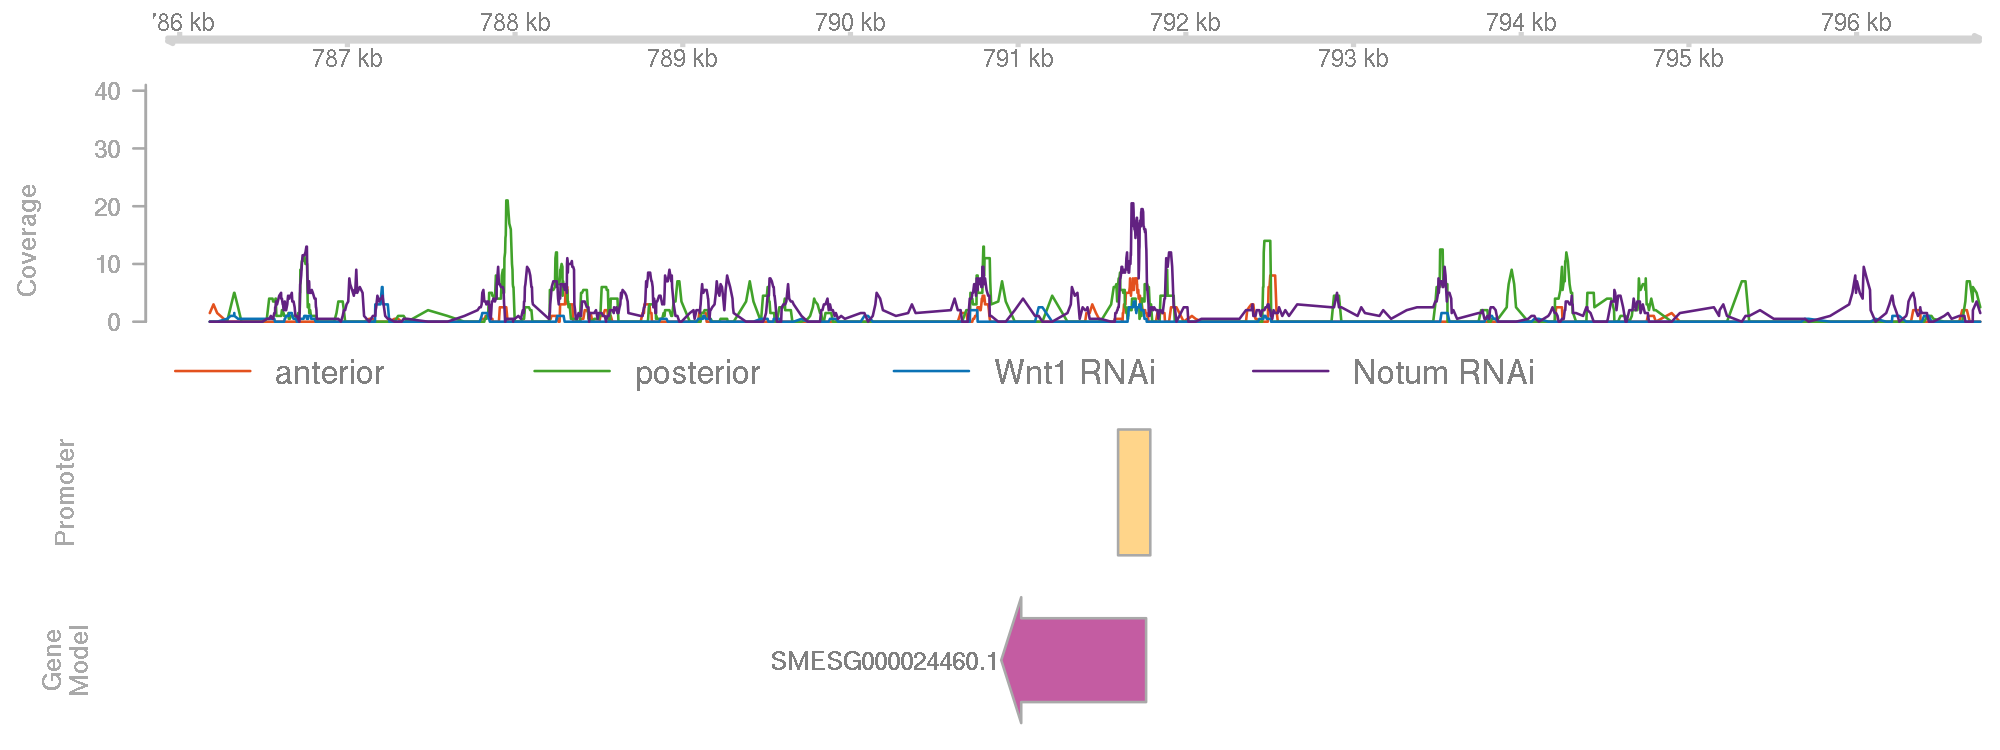 '86 kb 788 kb 790 kb 792 kb 794 kb 796 kb
787 kb 789 kb 791 kb 793 kb 795 kb
40
30
20
10
0
Coverage
anterior posterior Wnt1 RNAi Notum RNAi
Promoter
Gene
Model
SMESG000024460.1